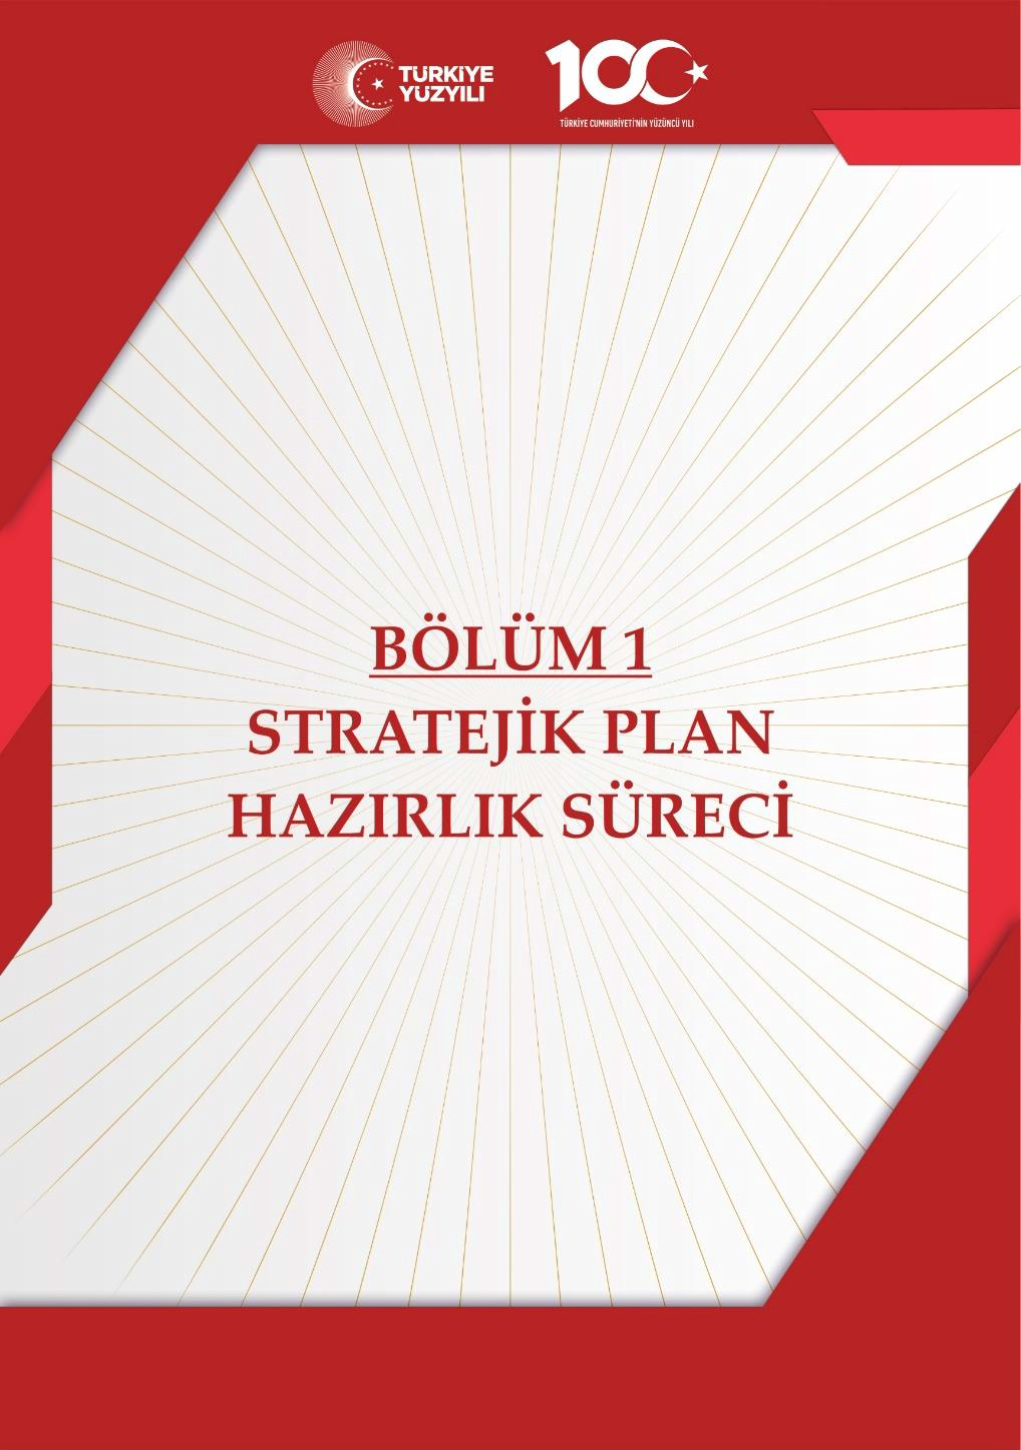 TÜRKİYE
YÜZYILI
100
TÜRKİYE CUMHURİYETİ'NİN YÜZÜNCÜ YILI
BÖLÜM 1
STRATEJİK PLAN
HAZIRLIK SÜRECİ